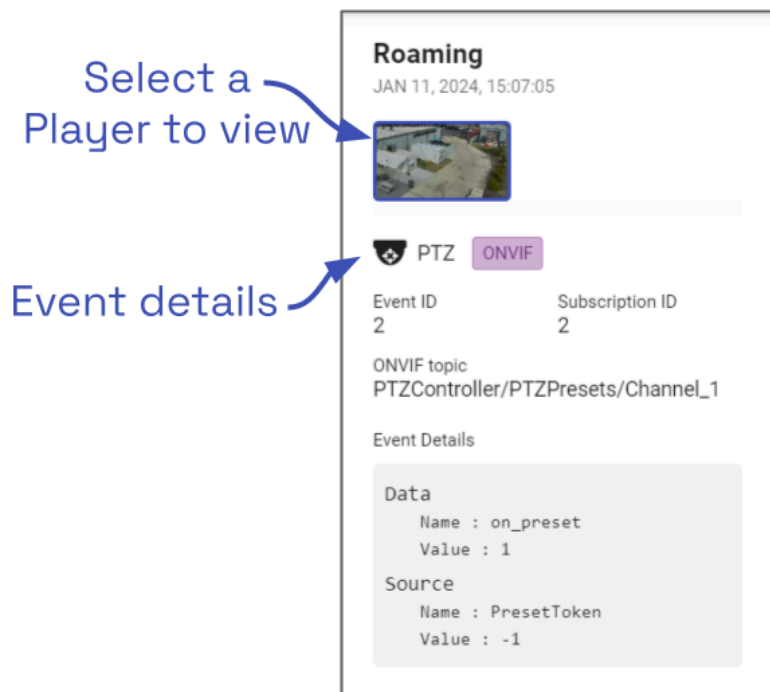 Roaming
JAN 11, 2024, 15:07:05
Select a
Player to view
PTZ ONVIF
Event details
Event ID Subscription ID
2 2
ONVIF topic
PTZController/PTZPresets/Channel_1
Event Details
Data
Name : on_preset
Value : 1
Source
Name : PresetToken
Value : -1